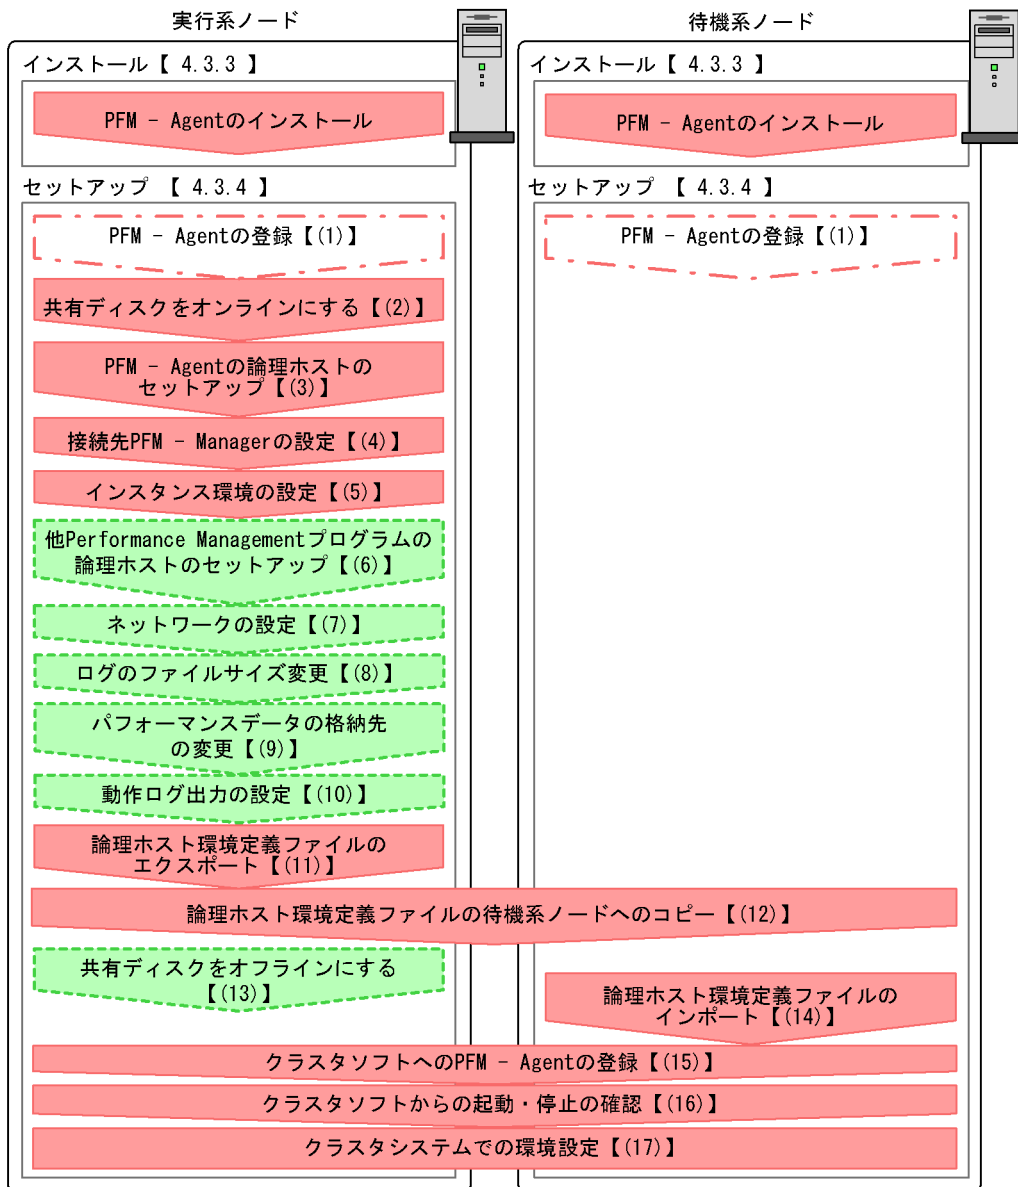 実行系ノード
待機系ノード
インストール【 4.3.3 】
インストール【 4.3.3 】
PFM － Agentのインストール
PFM － Agentのインストール
セットアップ 【 4.3.4 】
セットアップ 【 4.3.4 】
PFM － Agentの登録【(1)】
PFM － Agentの登録【(1)】
共有ディスクをオンラインにする【(2)】
PFM － Agentの論理ホストの
セットアップ【(3)】
接続先PFM － Managerの設定【(4)】
インスタンス環境の設定【(5)】
他Performance Managementプログラムの
論理ホストのセットアップ【(6)】
ネットワークの設定【(7)】
ログのファイルサイズ変更【(8)】
パフォーマンスデータの格納先
の変更【(9)】
動作ログ出力の設定【(10)】
論理ホスト環境定義ファイルの
エクスポート【(11)】
論理ホスト環境定義ファイルの待機系ノードへのコピー【(12)】
共有ディスクをオフラインにする
【(13)】
論理ホスト環境定義ファイルの
インポート【(14)】
クラスタソフトへのPFM － Agentの登録【(15)】
クラスタソフトからの起動・停止の確認【(16)】
クラスタシステムでの環境設定【(17)】